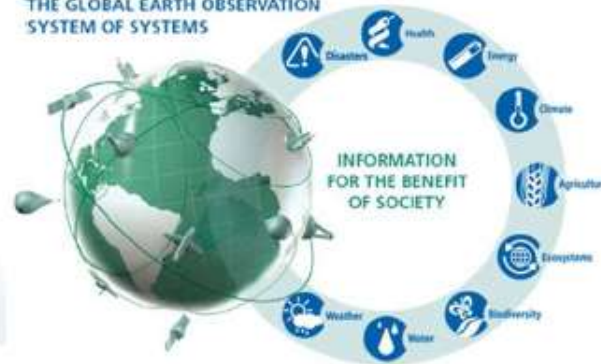 THE GLOBAL EARTH OBSERVATION
SYSTEM OF SYSTEMS
Disasters
Health
Energy
Climate
INFORMATION
FOR THE BENEFIT
OF SOCIETY
Agricultur
Ecosystems
Biodiversity
Water
Weather